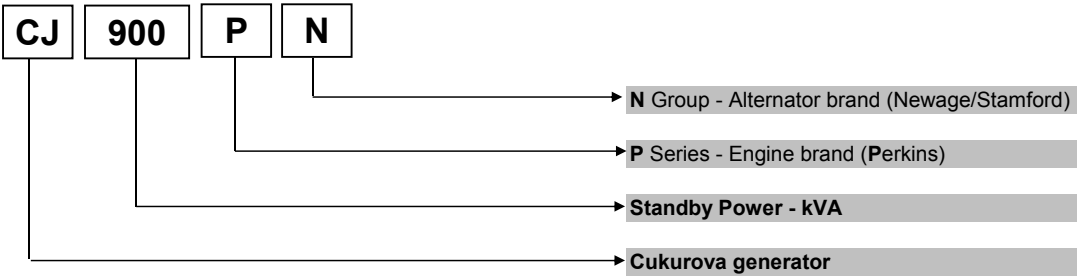 CJ 900 P N
N Group - Alternator brand (Newage/Stamford)
P Series - Engine brand (Perkins)
Standby Power - kVA
Cukurova generator